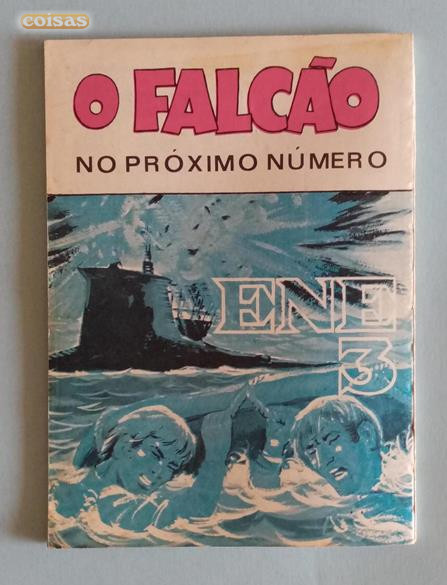 coisas
O FALCÃO
NO PRÓXIMO NÚMERO
ENE
3